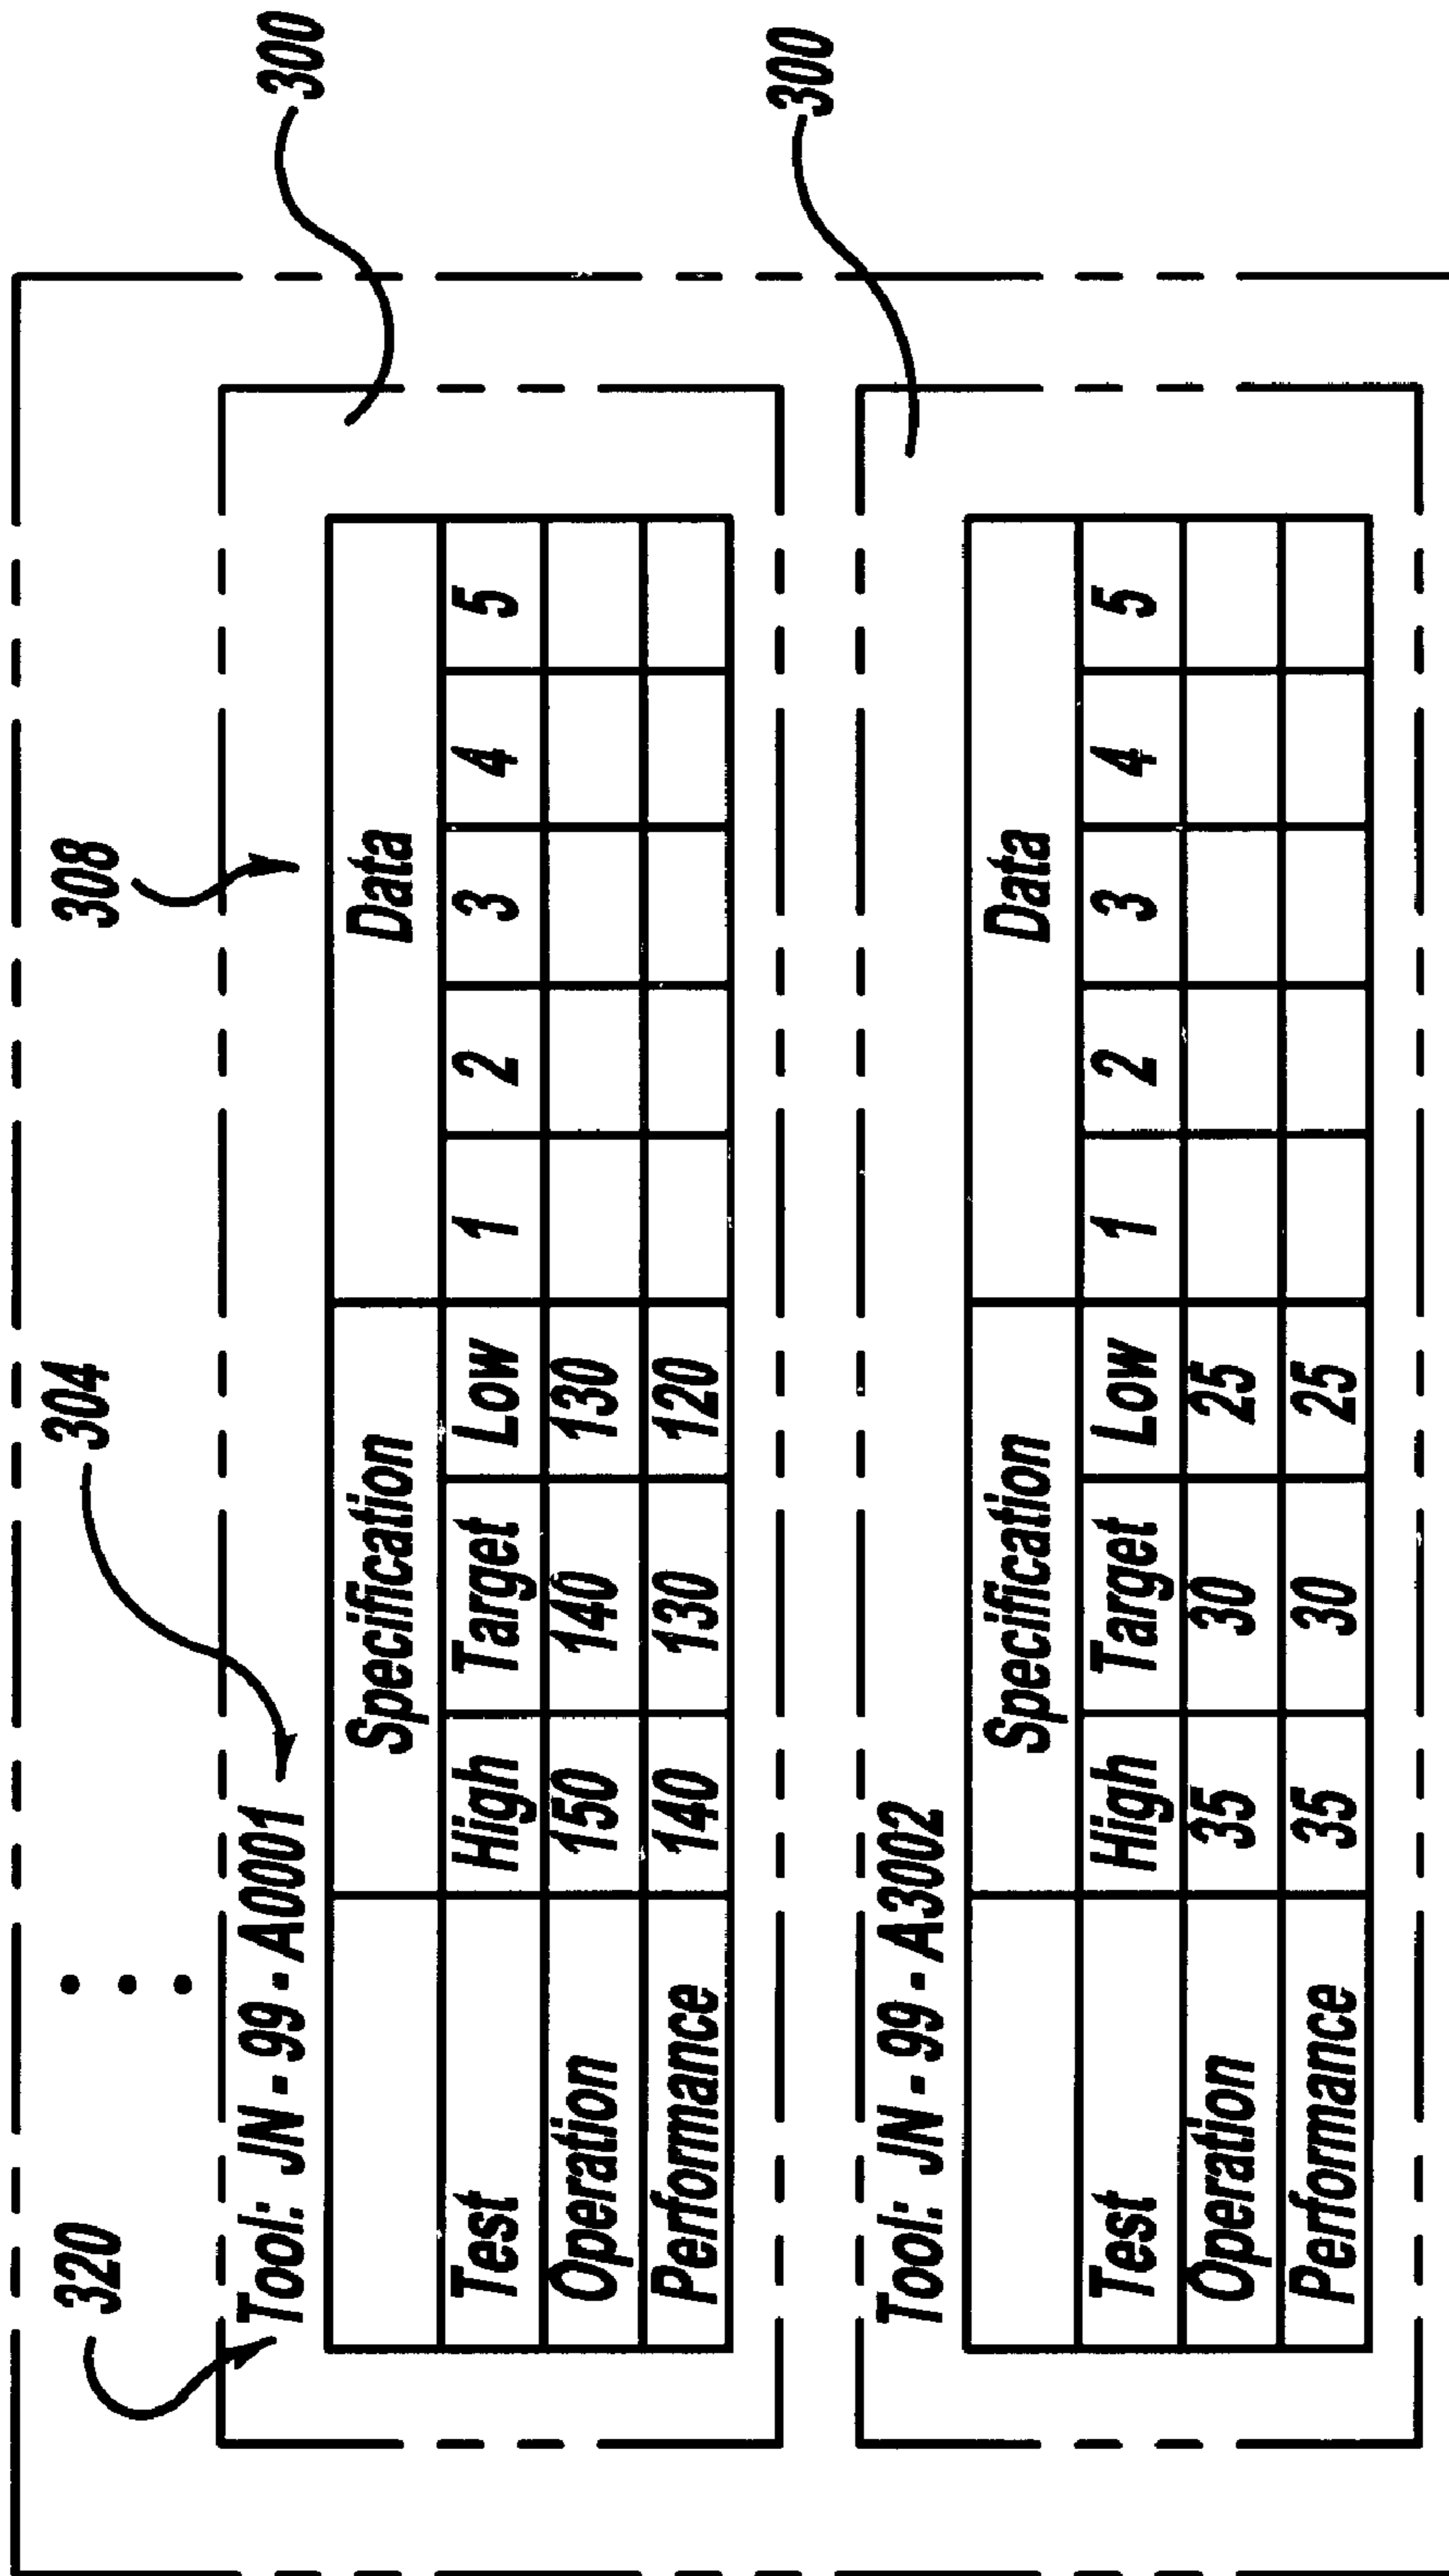 320 304 308
300
Tool: JN - 99 - A0001
Specification Data
Test High Target Low 1 2 3 4 5
Operation 150 140 130
Performance 140 130 120
300
Tool: JN - 99 - A3002
Specification Data
Test High Target Low 1 2 3 4 5
Operation 35 30 25
Performance 35 30 25